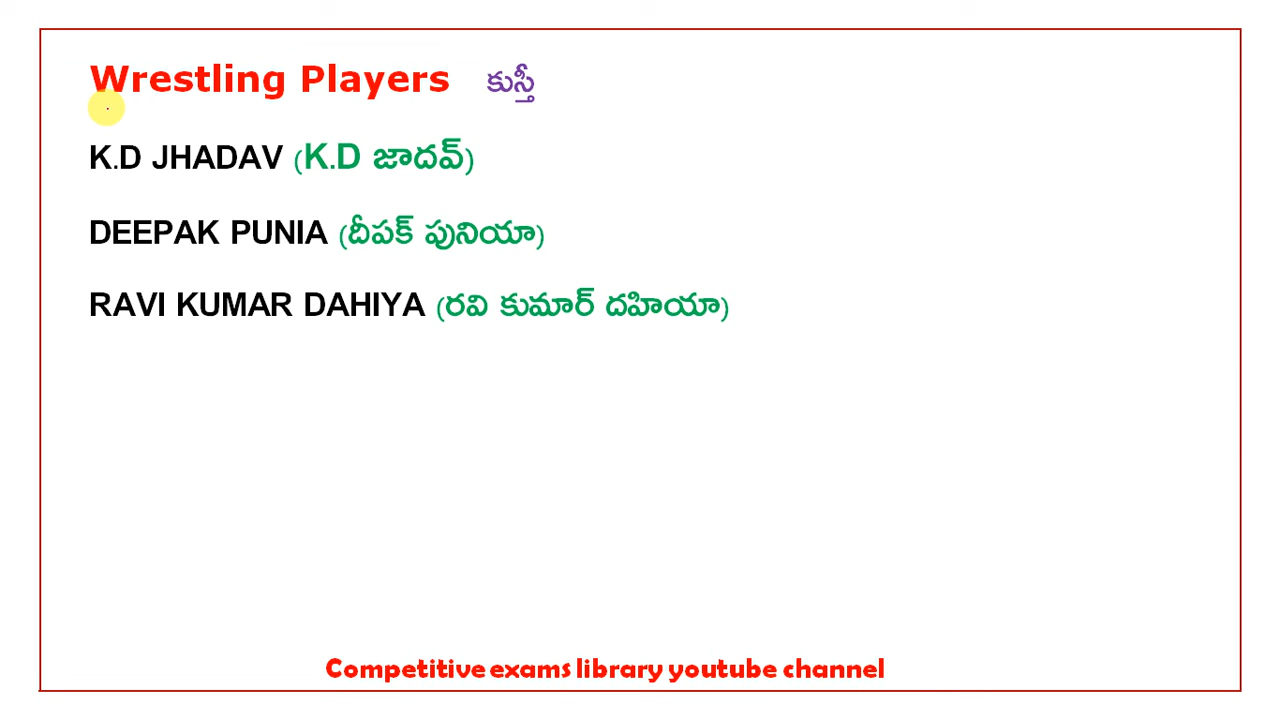 Wrestling Players కుస్తీ
K.D JHADAV (K.D జాదవ్)
DEEPAK PUNIA (దీపక్ పునియా)
RAVI KUMAR DAHIYA (రవి కుమార్ దహియా)
Competitive exams library youtube channel